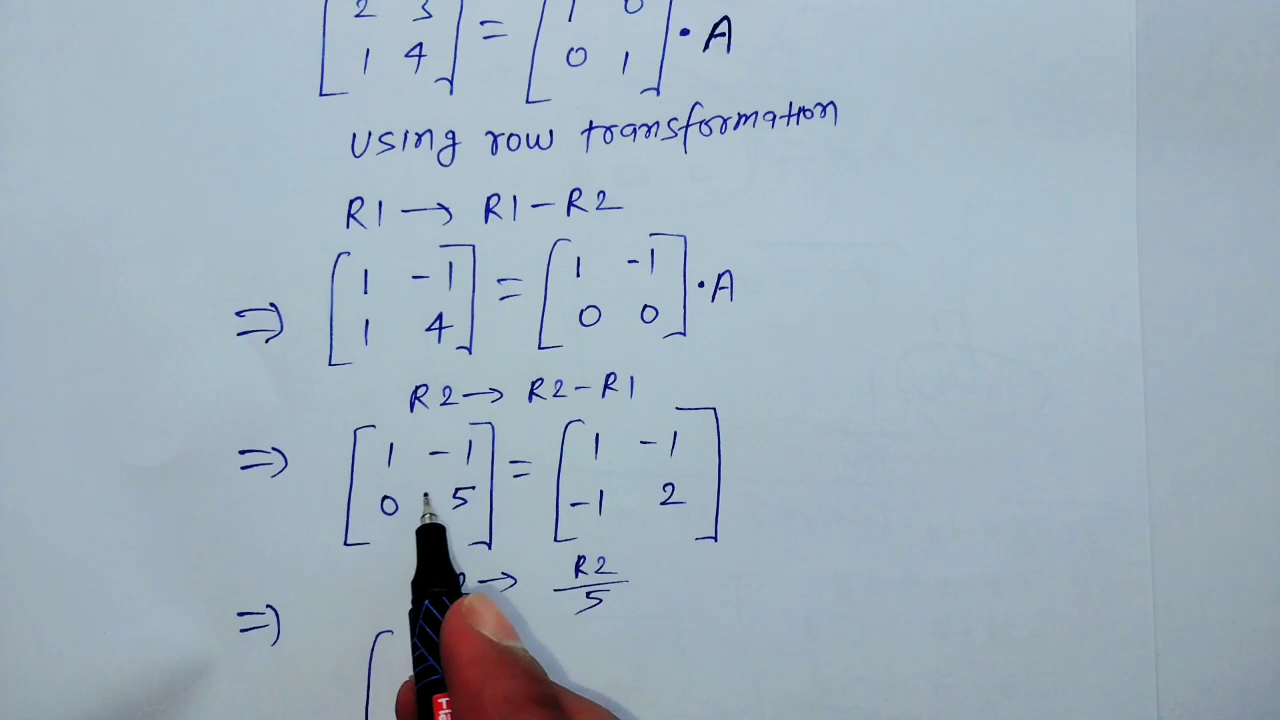 [2 3] = [1 0]
[1 4] [0 1] · A
using row transformation
R1 → R1 - R2
⇒ [1 -1] = [1 -1] · A
[1 4] [0 0]
R2 → R2 - R1
⇒ [1 -1] = [1 -1]
[0 5] [-1 2]
→ R2/5
⇒ [